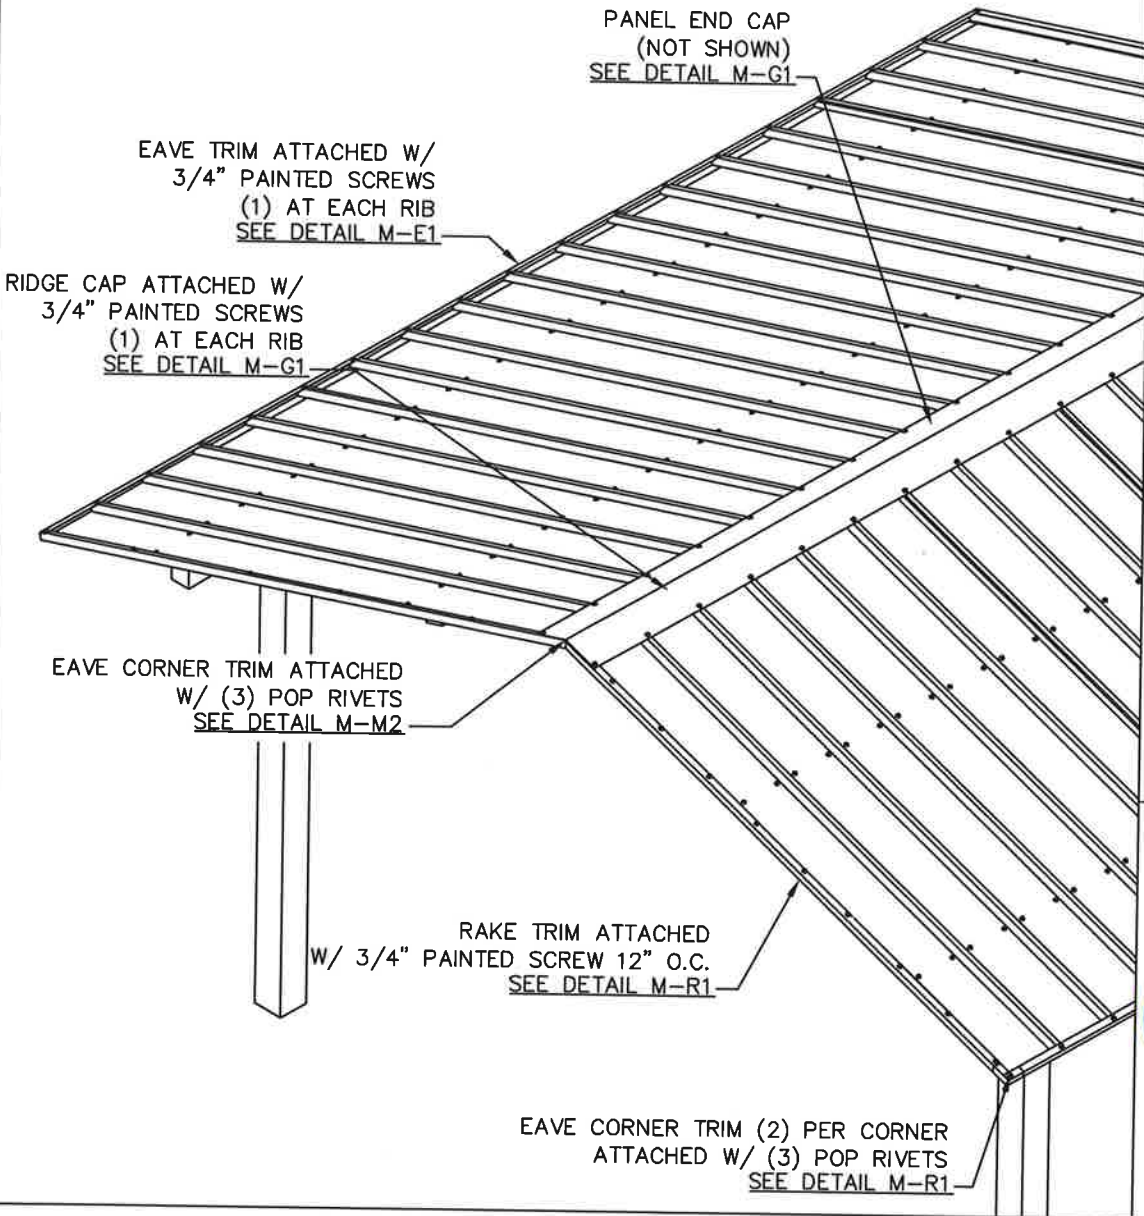 PANEL END CAP
(NOT SHOWN)
SEE DETAIL M-G1
EAVE TRIM ATTACHED W/
3/4" PAINTED SCREWS
(1) AT EACH RIB
SEE DETAIL M-E1
RIDGE CAP ATTACHED W/
3/4" PAINTED SCREWS
(1) AT EACH RIB
SEE DETAIL M-G1
EAVE CORNER TRIM ATTACHED
W/ (3) POP RIVETS
SEE DETAIL M-M2
RAKE TRIM ATTACHED
W/ 3/4" PAINTED SCREW 12" O.C.
SEE DETAIL M-R1
EAVE CORNER TRIM (2) PER CORNER
ATTACHED W/ (3) POP RIVETS
SEE DETAIL M-R1